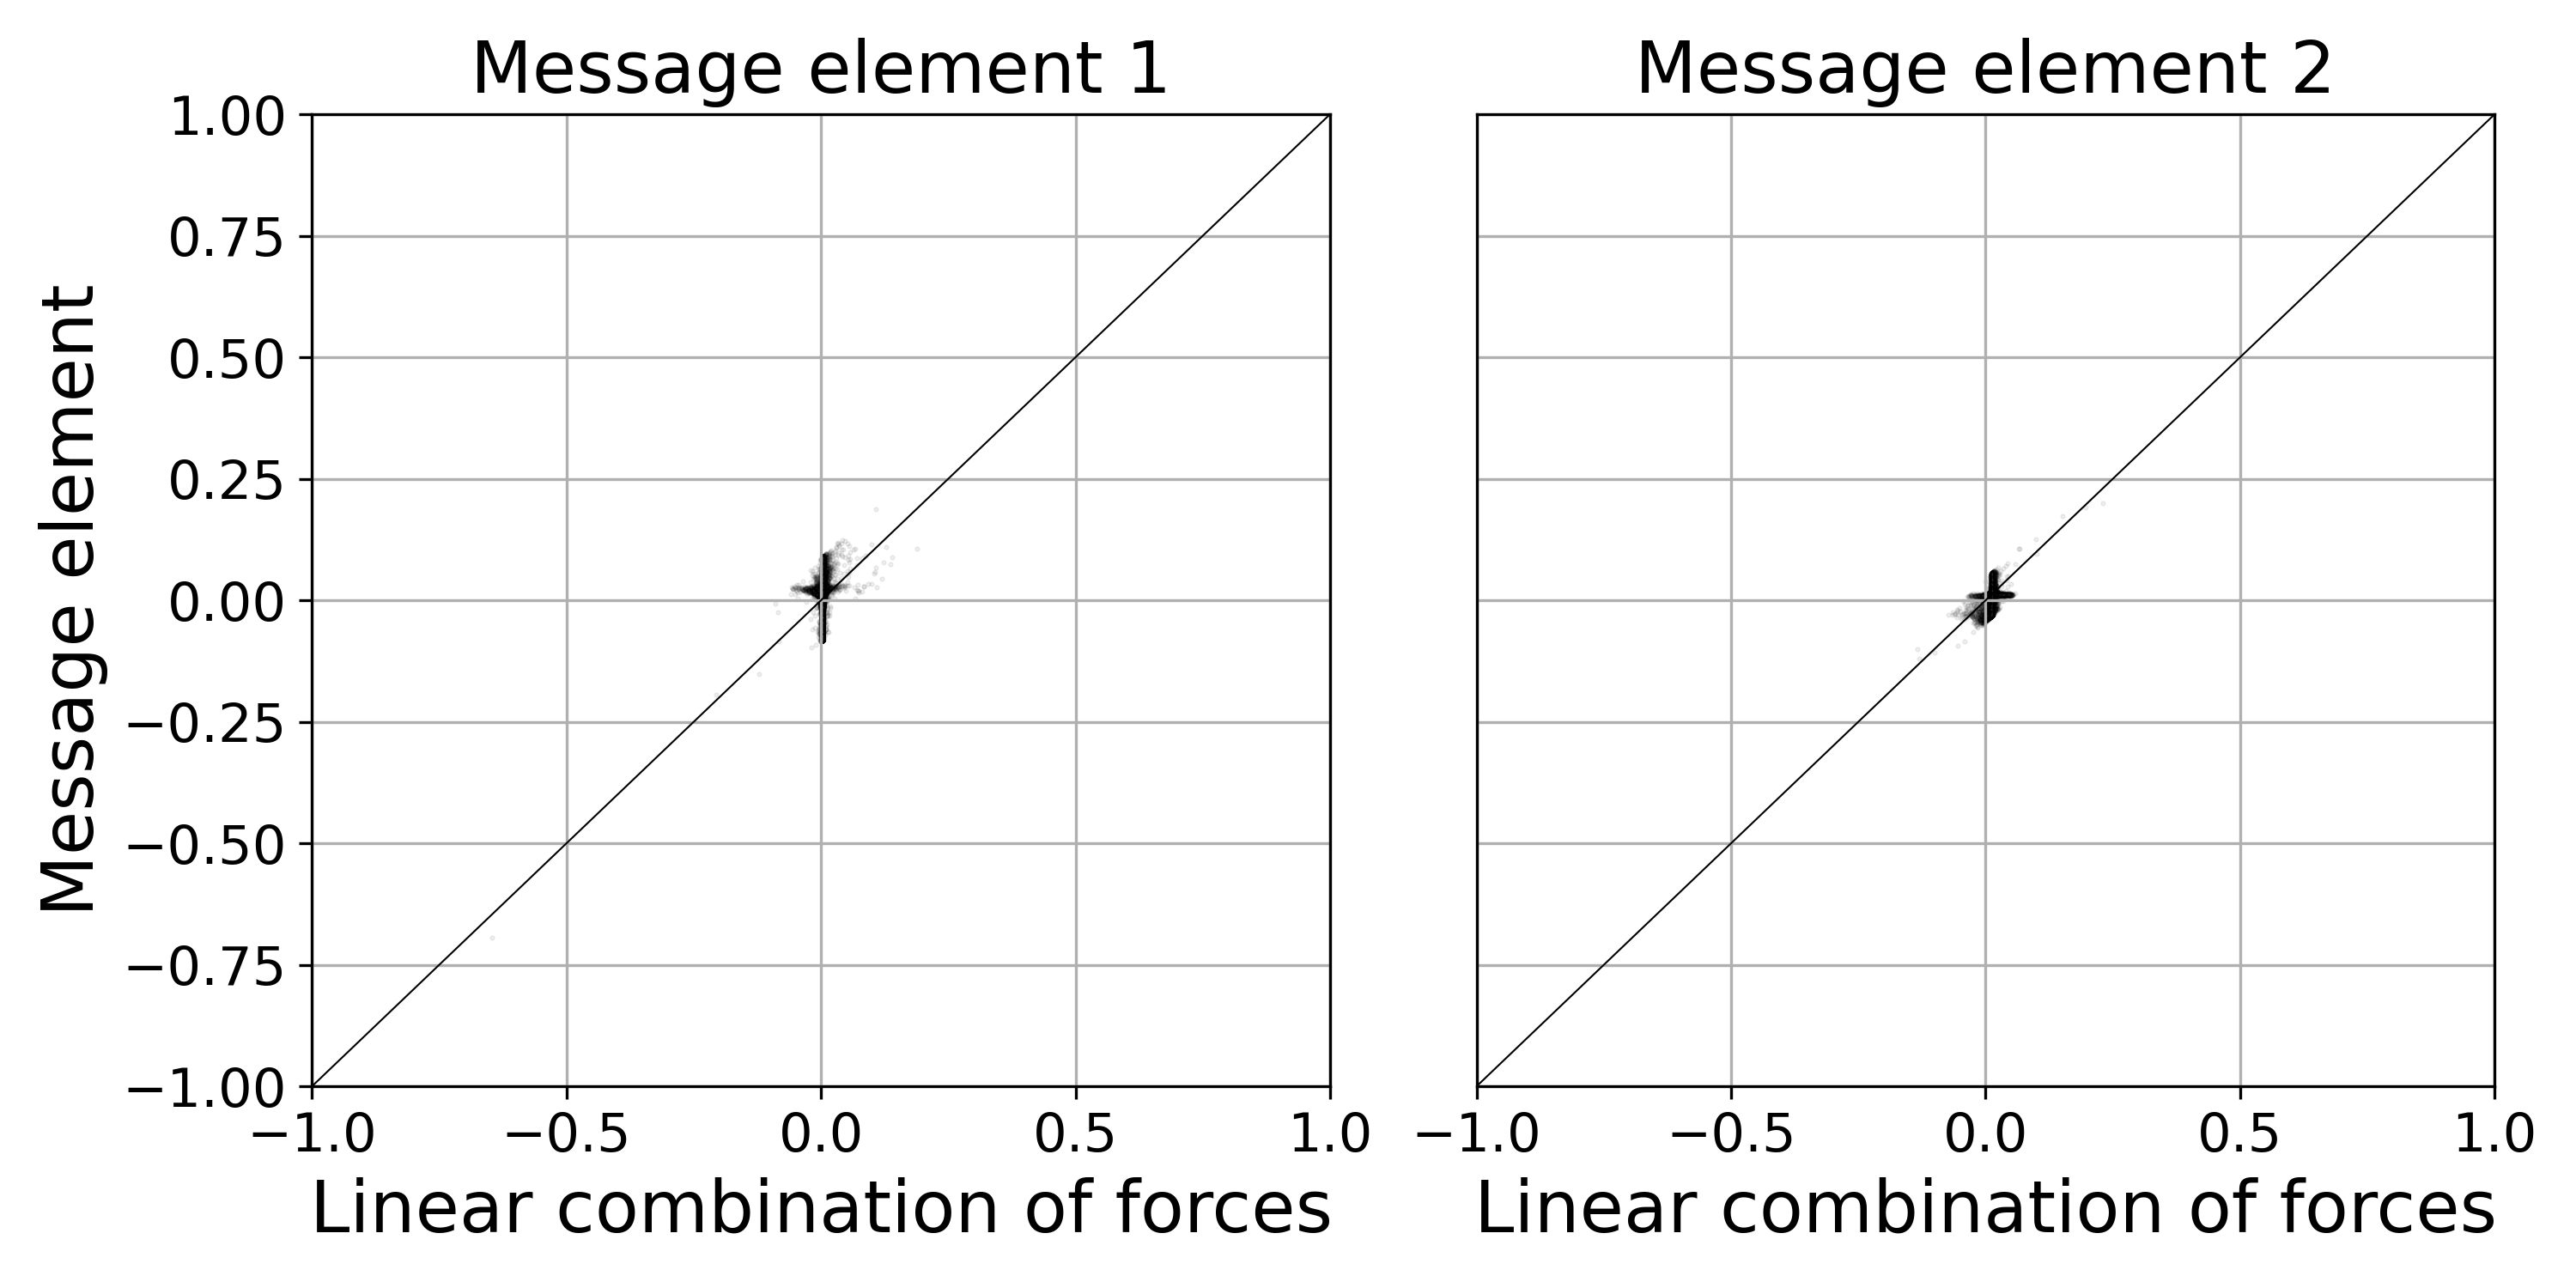 Message element 1
Message element 2
Message element
1.00
0.75
0.50
0.25
0.00
−0.25
−0.50
−0.75
−1.00
−1.0 −0.5 0.0 0.5 1.0
−1.0 −0.5 0.0 0.5 1.0
Linear combination of forces
Linear combination of forces